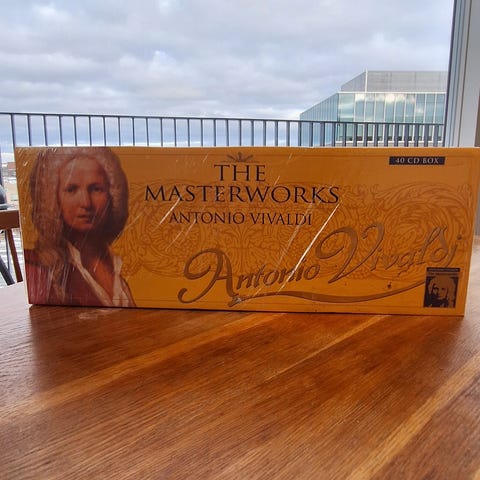 THE
MASTERWORKS
ANTONIO VIVALDI
Antonio Vivaldi
40 CD BOX